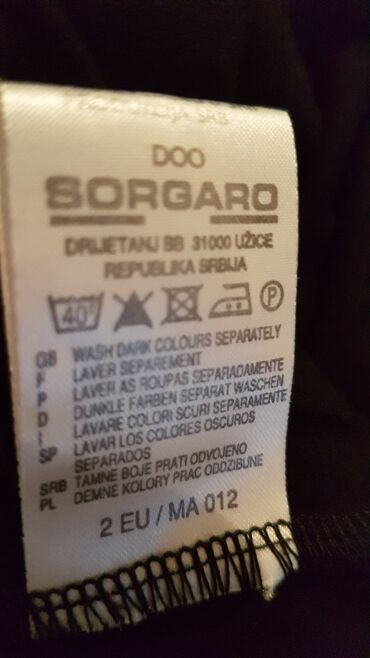 SRB
DOO
SORGARO
DRIJETANJ BB 31000 UŽICE
REPUBLIKA SRBIJA
40° P
GB WASH DARK COLOURS SEPARATELY
F LAVER SEPAREMENT
P LAVER AS ROUPAS SEPARADAMENTE
D DUNKLE FARBEN SEPARAT WASCHEN
I LAVARE COLORI SCURI SEPARAMENTE
SP LAVAR LOS COLORES OSCUROS
SEPARADOS
SRB TAMNE BOJE PRATI ODVOJENO
PL DEMNE KOLORY PRAC ODDZIBUNE
2 EU / MA 012